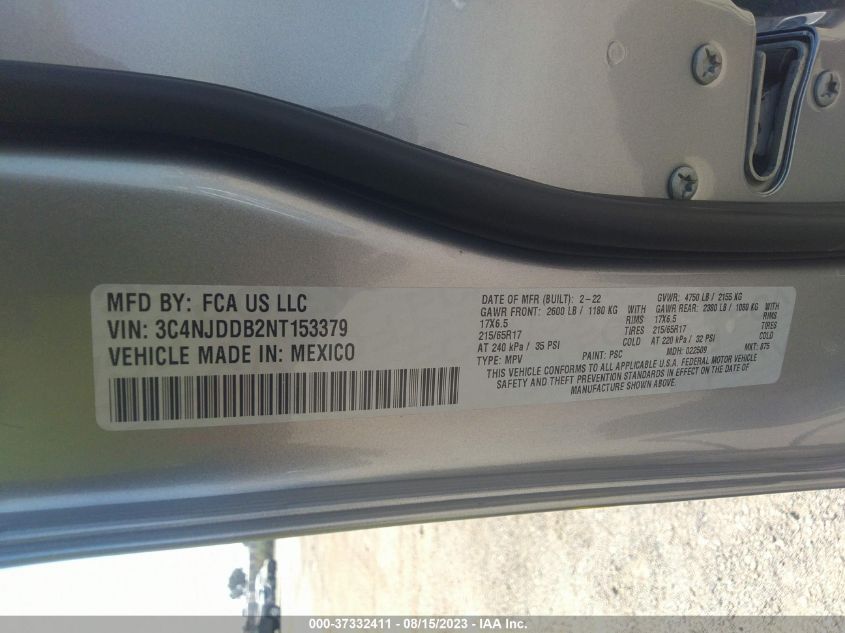 MFD BY: FCA US LLC
VIN: 3C4NJDDB2NT153379
VEHICLE MADE IN: MEXICO
DATE OF MFR (BUILT): 2-22 GVWR: 4750 LB / 2155 KG
GAWR FRONT: 2600 LB / 1180 KG WITH GAWR REAR: 2380 LB / 1080 KG WITH
17X6.5 RIMS 17X6.5 RIMS
215/65R17 TIRES 215/65R17 TIRES
AT 240 kPa / 35 PSI COLD AT 220 kPa / 32 PSI COLD
TYPE: MPV PAINT: PSC MDH: 022509 MKT: 875
THIS VEHICLE CONFORMS TO ALL APPLICABLE U.S.A. FEDERAL MOTOR VEHICLE
SAFETY AND THEFT PREVENTION STANDARDS IN EFFECT ON THE DATE OF
MANUFACTURE SHOWN ABOVE.
000-37332411 - 08/15/2023 - IAA Inc.